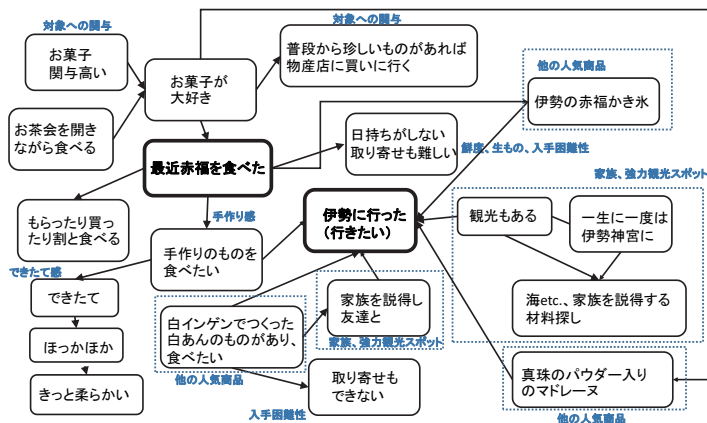 対象への関与
お菓子
関与高い
お菓子が
大好き
お茶会を開き
ながら食べる
対象への関与
普段から珍しいものがあれば
物産店に買いに行く
他の人気商品
伊勢の赤福かき氷
最近赤福を食べた
日持ちがしない
取り寄せも難しい
鮮度、生もの、入手困難性
もらったり買っ
たり割と食べる
手作り感
手作りのものを
食べたい
伊勢に行った
（行きたい）
家族、強力観光スポット
観光もある
一生に一度は
伊勢神宮に
海etc.、家族を説得する
材料探し
できたて感
できたて
ほっかほか
きっと柔らかい
白インゲンでつくった
白あんのものがあり、
食べたい
他の人気商品
家族を説得し
友達と
家族、強力観光スポット
取り寄せも
できない
入手困難性
真珠のパウダー入り
のマドレーヌ
他の人気商品